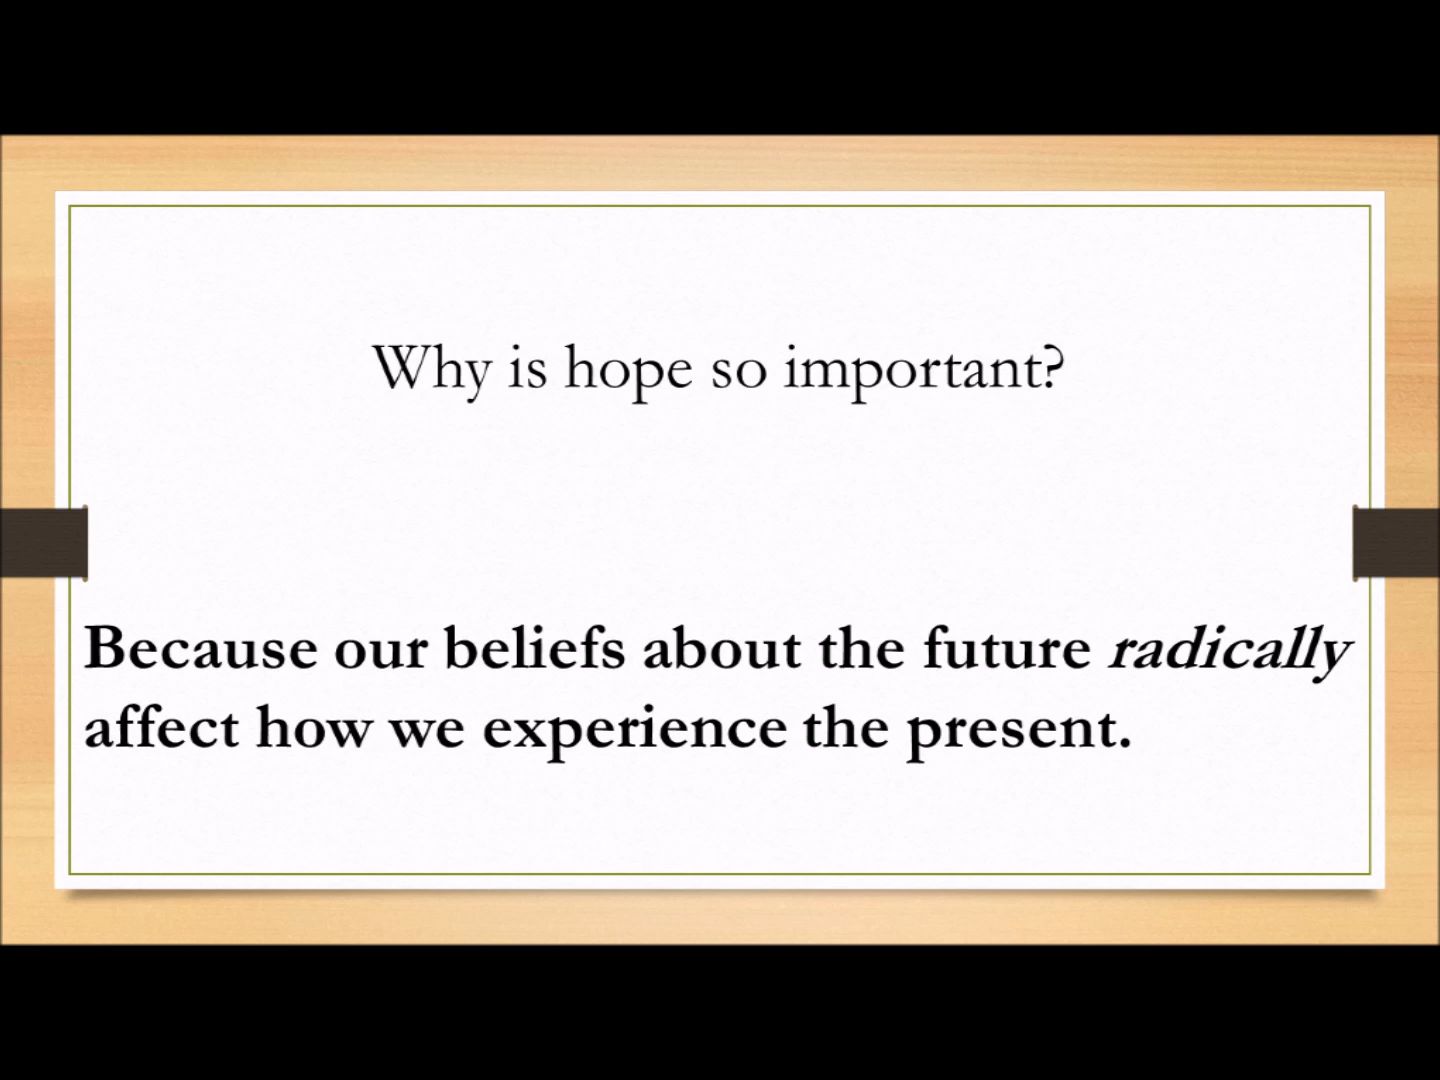 Why is hope so important?
Because our beliefs about the future radically
affect how we experience the present.